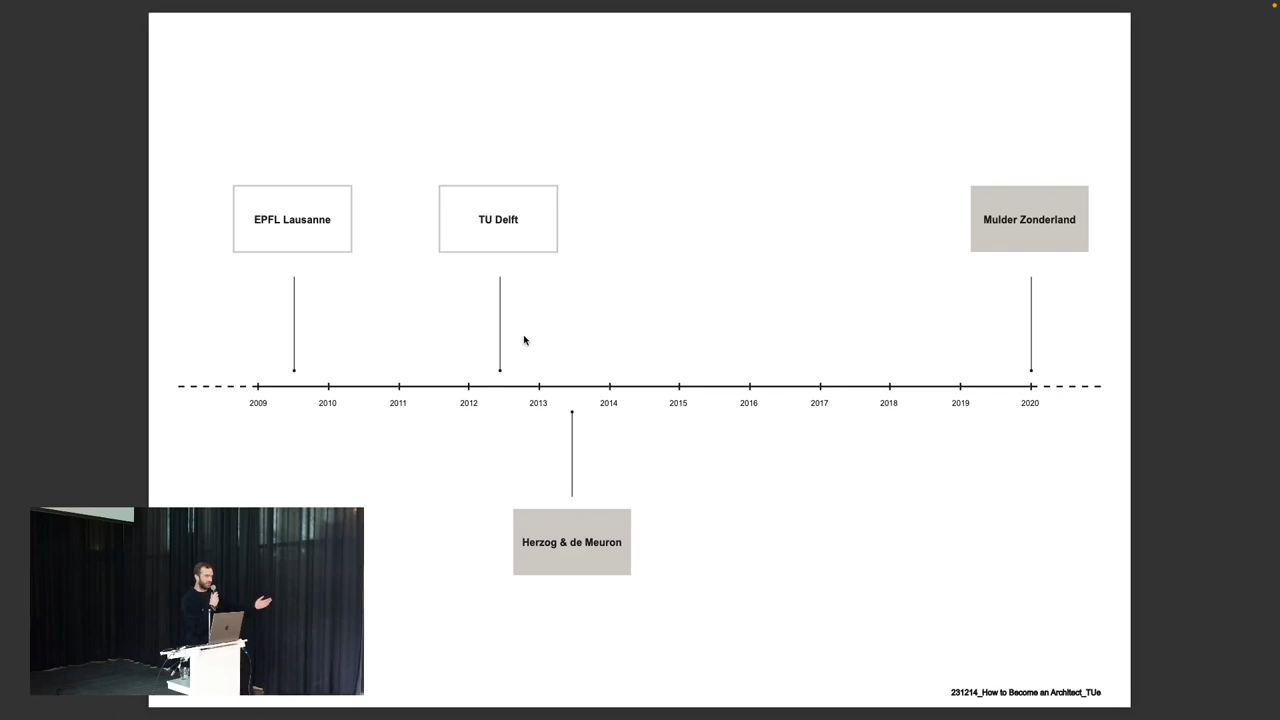 EPFL Lausanne
TU Delft
Mulder Zonderland
2009 2010 2011 2012 2013 2014 2015 2016 2017 2018 2019 2020
Herzog & de Meuron
231214_How to Become an Architect_TUe